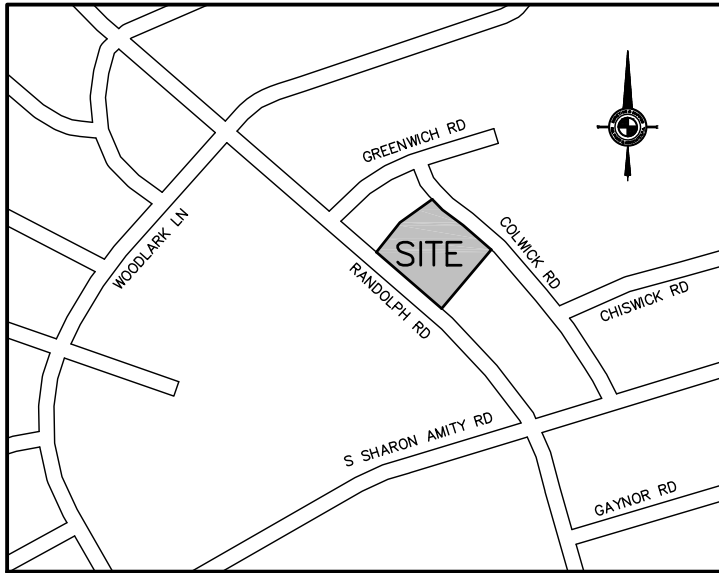 GREENWICH RD
WOODLARK LN
SITE
COLWICK RD
RANDOLPH RD
CHISWICK RD
S SHARON AMITY RD
GAYNOR RD